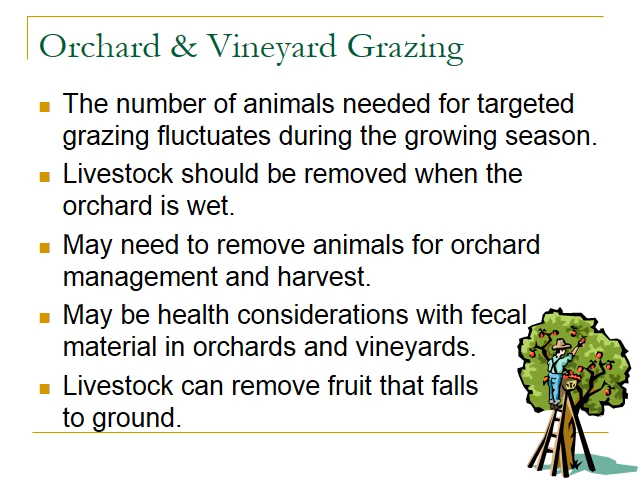 Orchard & Vineyard Grazing
The number of animals needed for targeted
grazing fluctuates during the growing season.
Livestock should be removed when the
orchard is wet.
May need to remove animals for orchard
management and harvest.
May be health considerations with fecal
material in orchards and vineyards.
Livestock can remove fruit that falls
to ground.